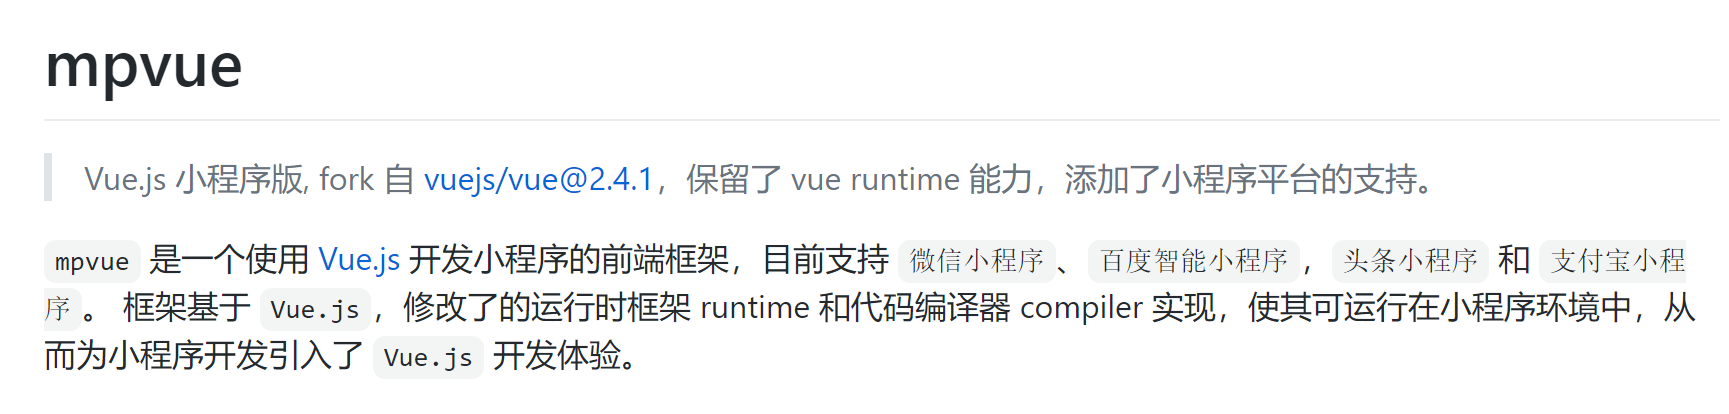 mpvue
Vue.js 小程序版, fork 自 vuejs/vue@2.4.1，保留了 vue runtime 能力，添加了小程序平台的支持。
mpvue 是一个使用 Vue.js 开发小程序的前端框架，目前支持 微信小程序、百度智能小程序，头条小程序 和 支付宝小程
序。 框架基于 Vue.js，修改了的运行时框架 runtime 和代码编译器 compiler 实现，使其可运行在小程序环境中，从
而为小程序开发引入了 Vue.js 开发体验。